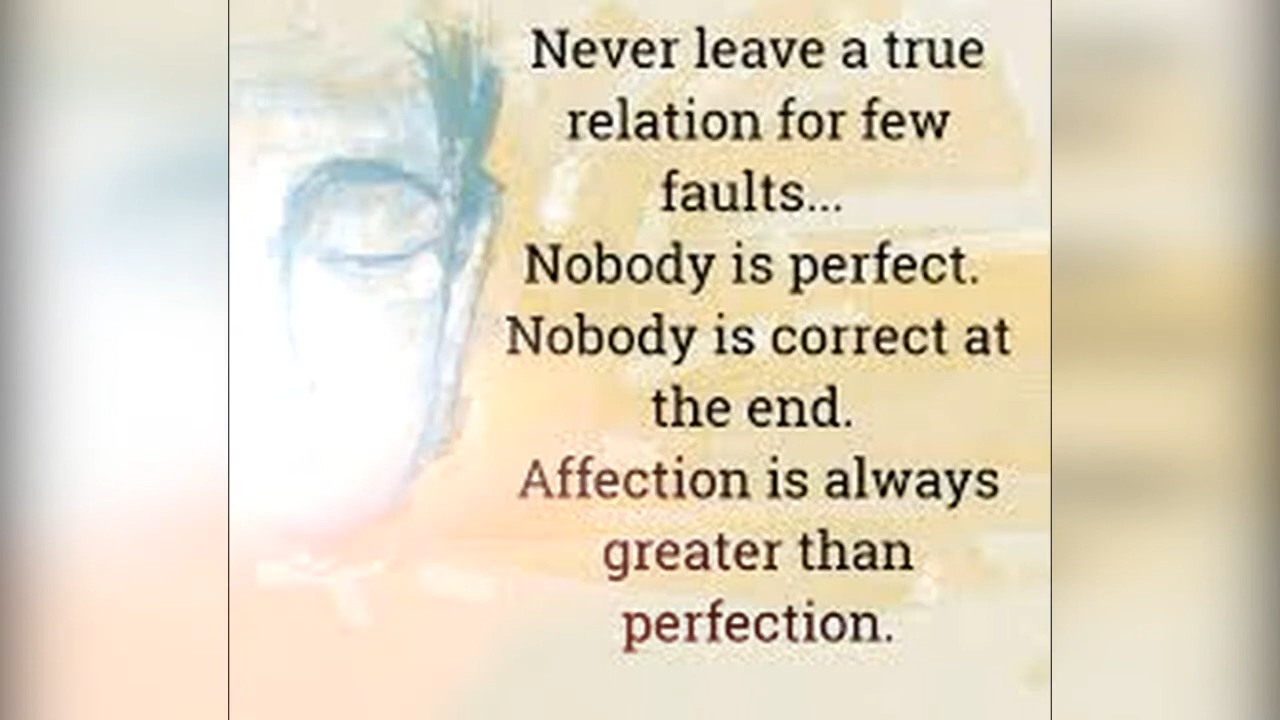 Never leave a true
relation for few
faults...
Nobody is perfect.
Nobody is correct at
the end.
Affection is always
greater than
perfection.